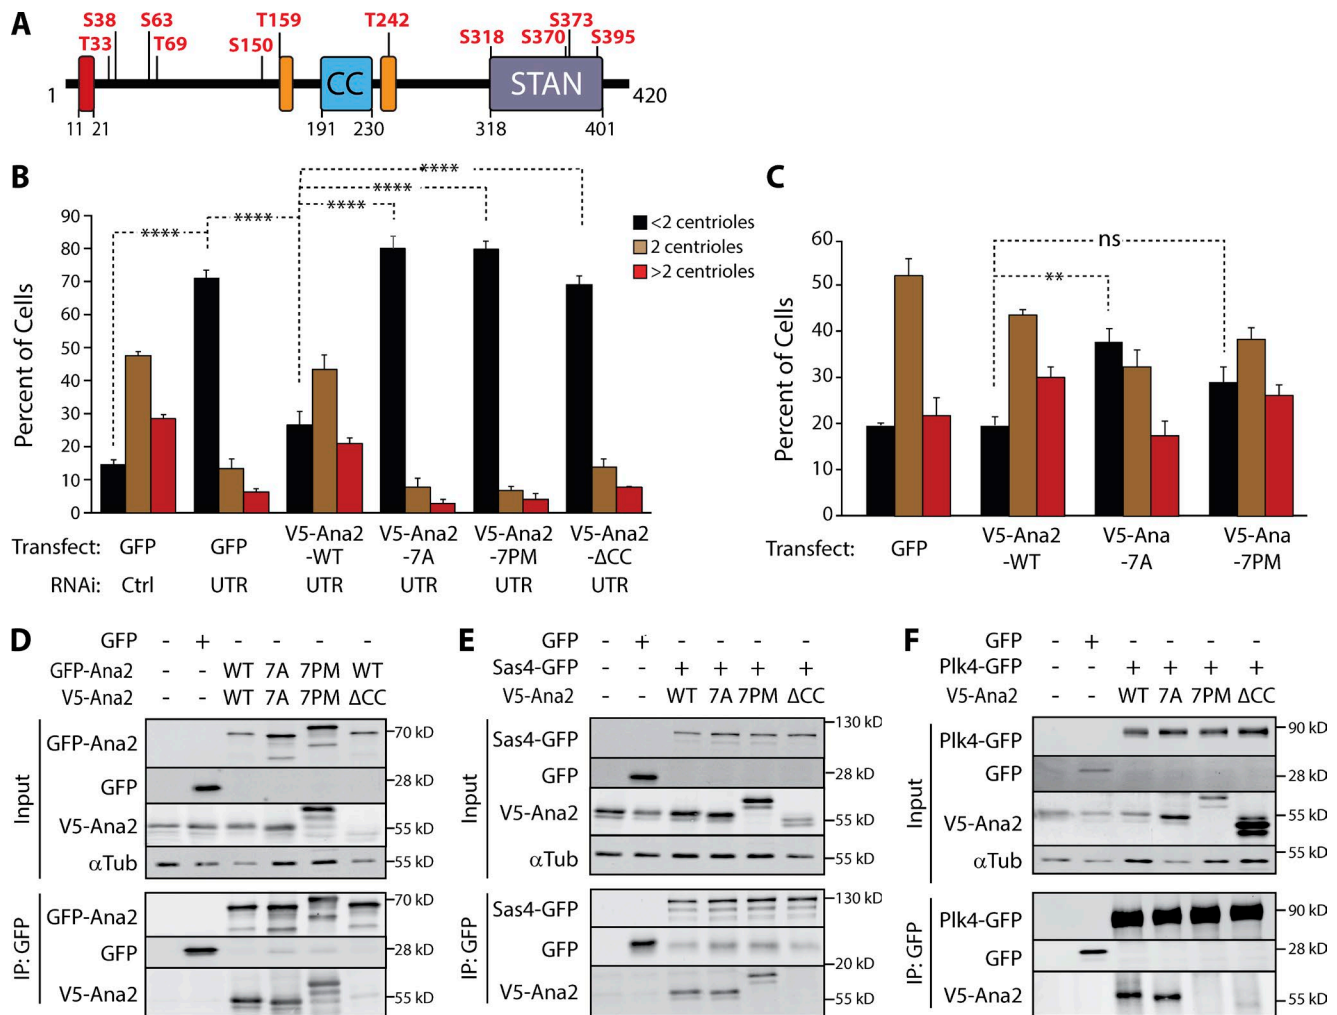 A
S38 S63 T159 T242 S373
T33 T69 S150 S318 S370 S395
CC STAN
1 420
11 21 191 230 318 401
B
**** **** **** **** ****
Percent of Cells
90
80
70
60
50
40
30
20
10
0
<2 centrioles
2 centrioles
>2 centrioles
Transfect: GFP GFP V5-Ana2 -WT V5-Ana2 -7A V5-Ana2 -7PM V5-Ana2 -ΔCC
RNAi: Ctrl UTR UTR UTR UTR UTR
C
ns
**
Percent of Cells
60
50
40
30
20
10
0
Transfect: GFP V5-Ana2 -WT V5-Ana -7A V5-Ana -7PM
D
GFP - + - - - -
GFP-Ana2 - - WT 7A 7PM WT
V5-Ana2 - - WT 7A 7PM ΔCC
Input
GFP-Ana2 70 kD
GFP 28 kD
V5-Ana2 55 kD
αTub 55 kD
IP: GFP
GFP-Ana2 70 kD
GFP 28 kD
V5-Ana2 55 kD
E
GFP - + - - - -
Sas4-GFP - - + + + +
V5-Ana2 - - WT 7A 7PM ΔCC
Input
130 kD
Sas4-GFP
GFP 28 kD
V5-Ana2 55 kD
αTub 55 kD
IP: GFP
Sas4-GFP 130 kD
GFP
20 kD
V5-Ana2 55 kD
F
GFP - + - - - -
Plk4-GFP - - + + + +
V5-Ana2 - - WT 7A 7PM ΔCC
Input
Plk4-GFP 90 kD
GFP 28 kD
V5-Ana2 55 kD
αTub 55 kD
IP: GFP
Plk4-GFP 90 kD
GFP 28 kD
V5-Ana2 55 kD